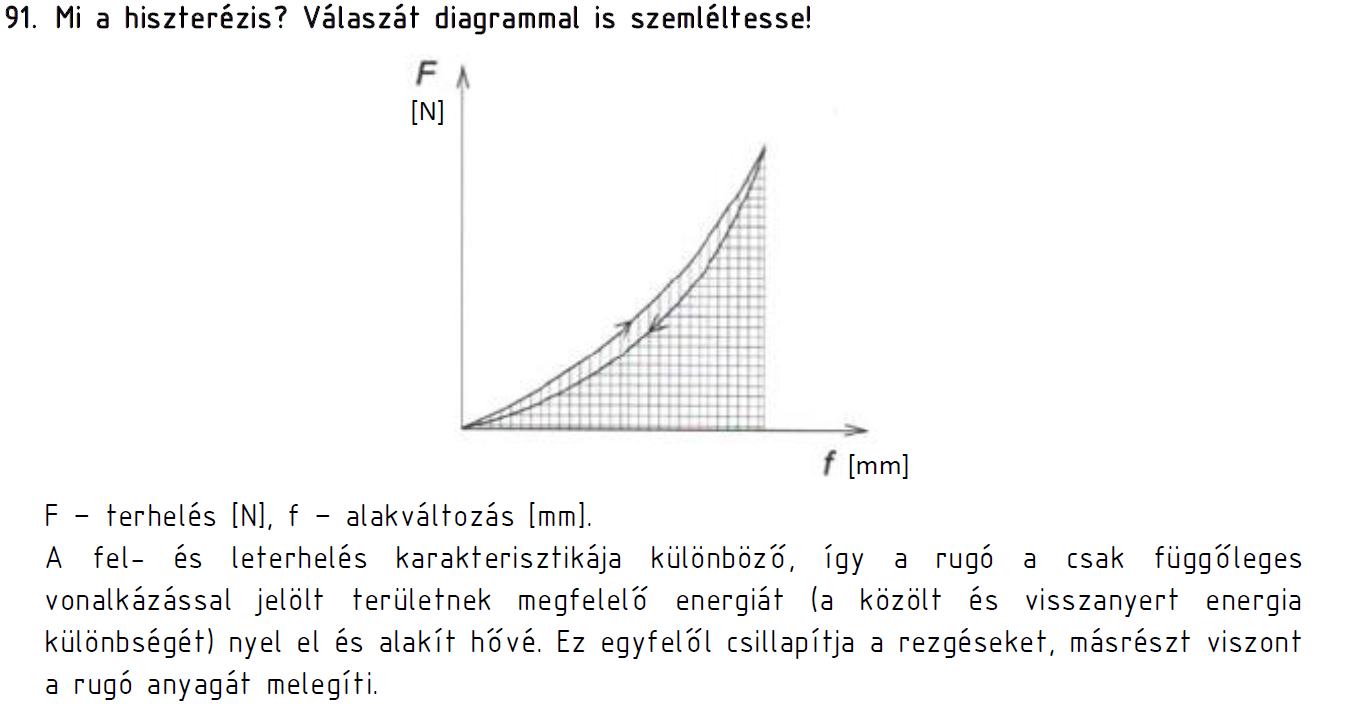 91. Mi a hiszterézis? Válaszát diagrammal is szemléltesse!
F
[N]
f [mm]
F – terhelés [N], f – alakváltozás [mm].
A fel- és leterhelés karakterisztikája különböző, így a rugó a csak függőleges
vonalkázással jelölt területnek megfelelő energiát (a közölt és visszanyert energia
különbségét) nyel el és alakít hővé. Ez egyfelől csillapítja a rezgéseket, másrészt viszont
a rugó anyagát melegíti.